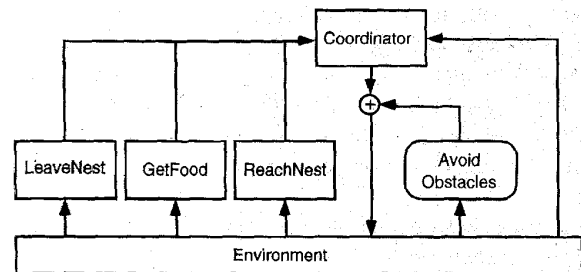 Coordinator
+
LeaveNest
GetFood
ReachNest
Avoid
Obstacles
Environment